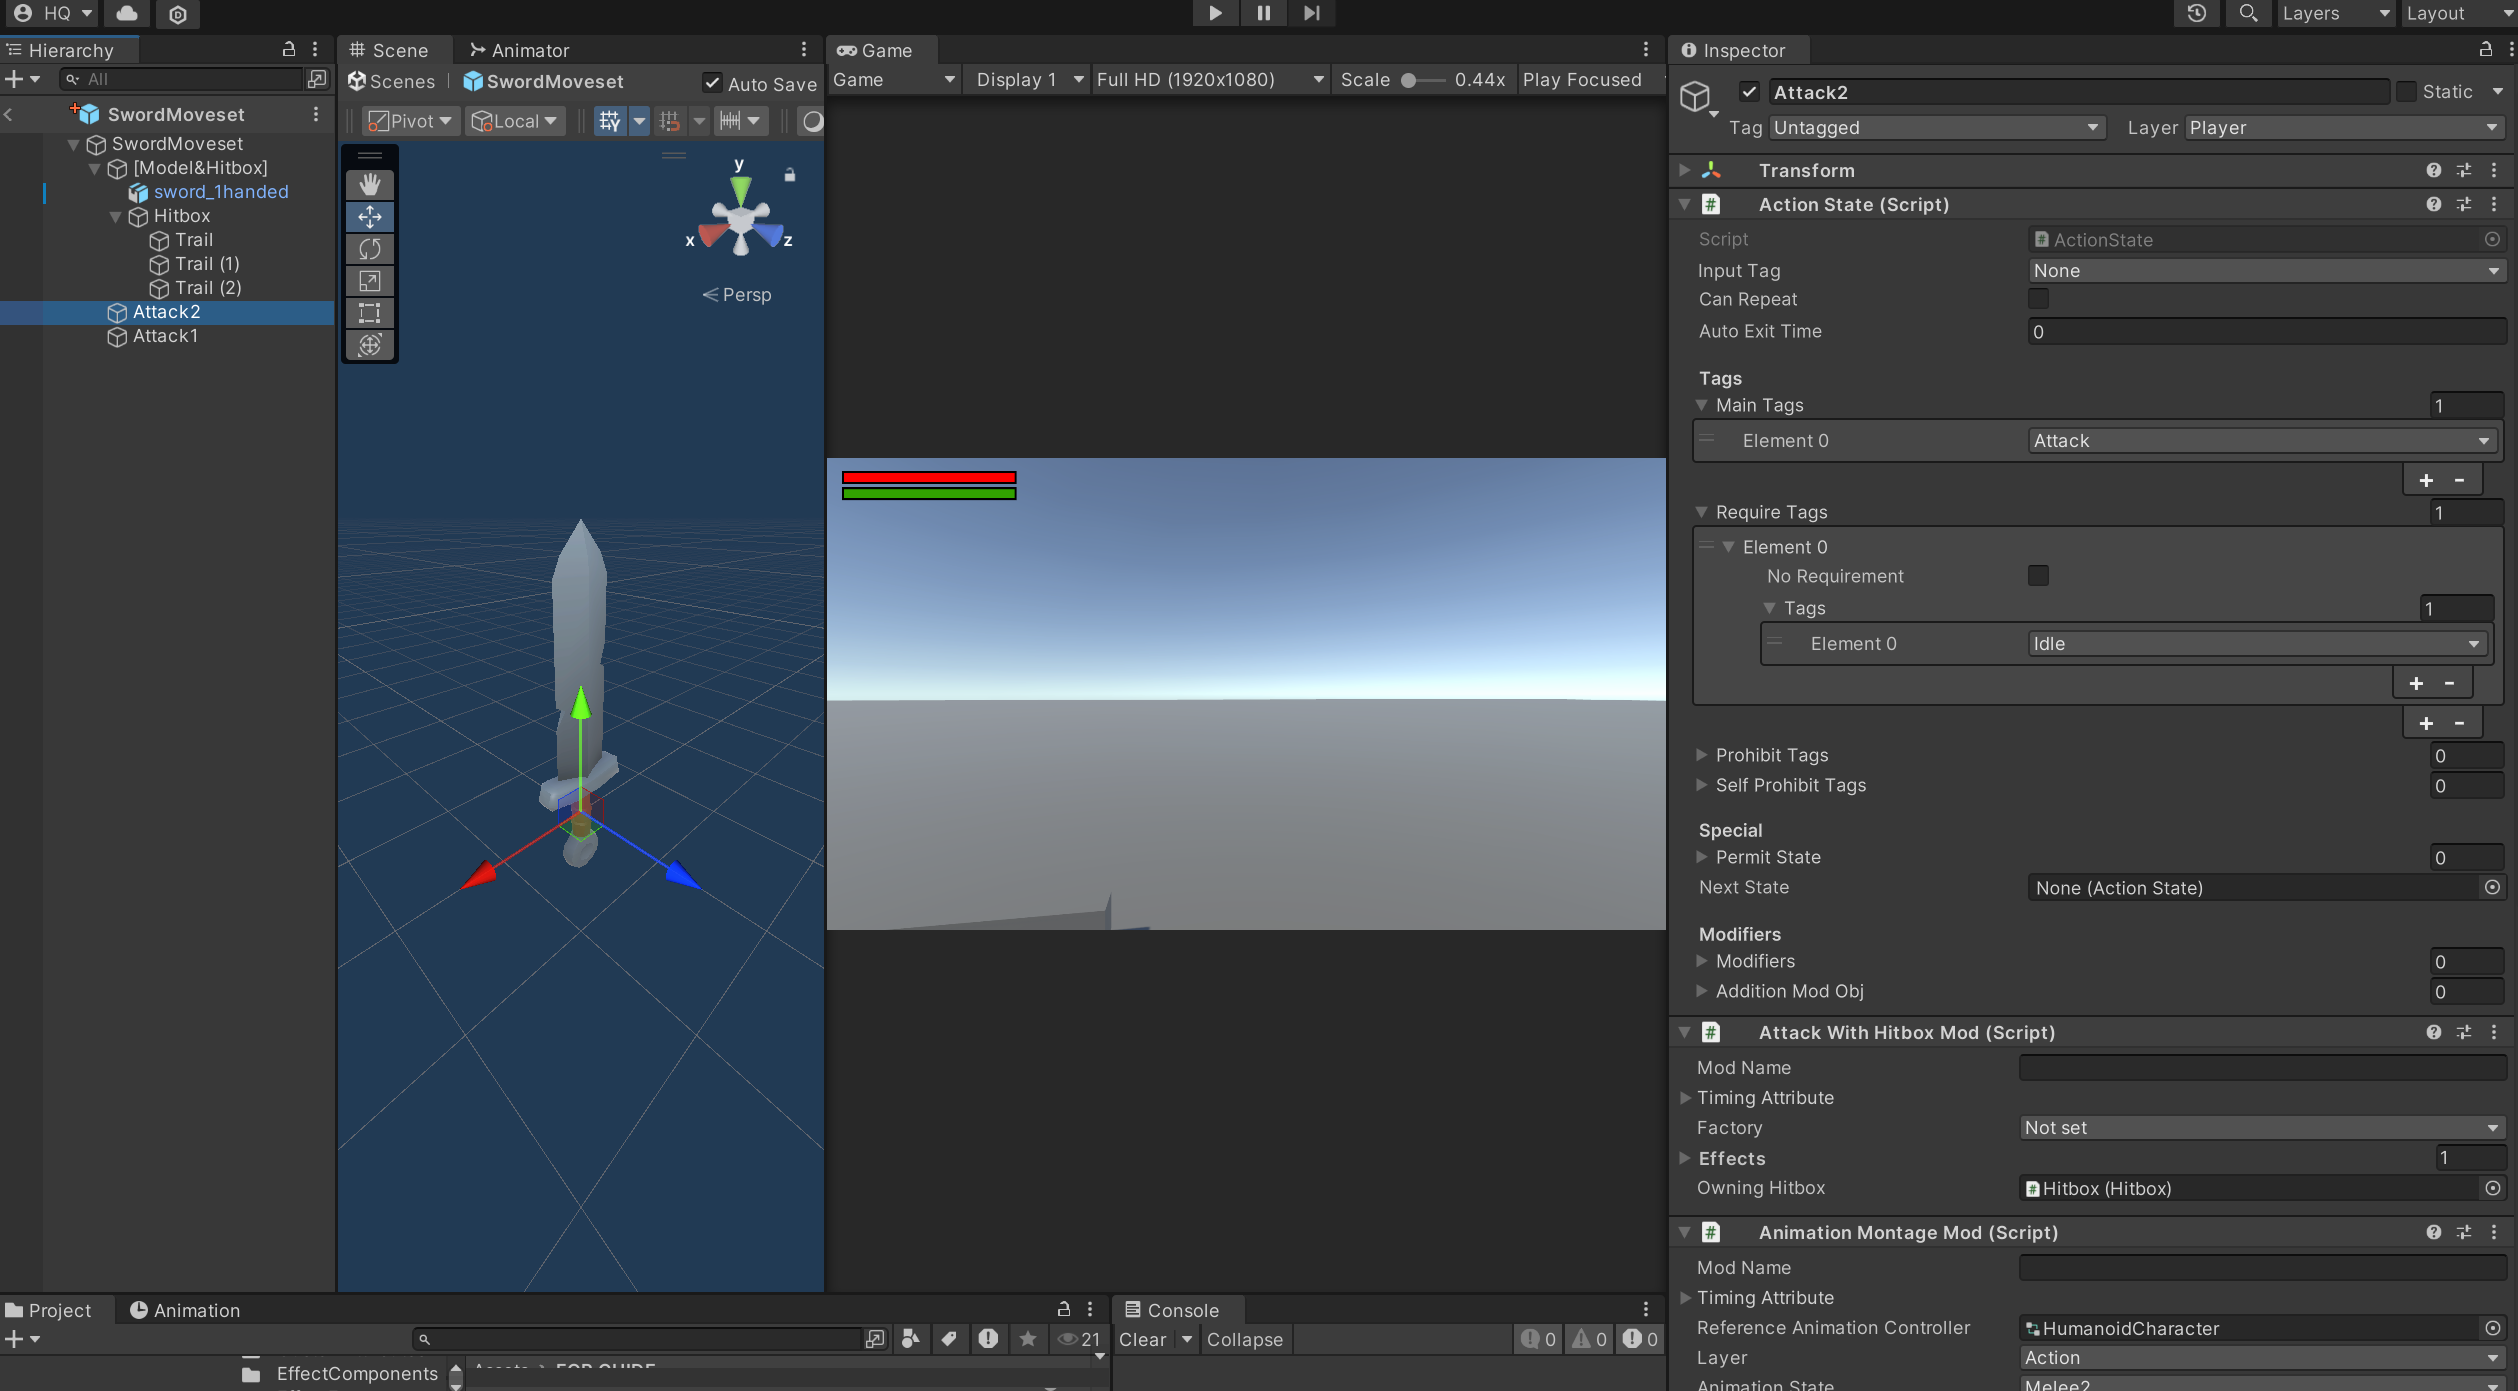 HQ
Layers
Layout
Hierarchy
All
SwordMoveset
SwordMoveset
[Model&Hitbox]
sword_1handed
Hitbox
Trail
Trail (1)
Trail (2)
Attack2
Attack1
Scene
Animator
Scenes
SwordMoveset
Auto Save
Pivot
Local
y
x
z
Persp
Game
Game
Display 1
Full HD (1920x1080)
Scale
0.44x
Play Focused
Inspector
Attack2
Static
Tag
Untagged
Layer
Player
Transform
Action State (Script)
Script
ActionState
Input Tag
None
Can Repeat
Auto Exit Time
0
Tags
Main Tags
1
Element 0
Attack
+ -
Require Tags
1
Element 0
No Requirement
Tags
1
Element 0
Idle
+ -
+ -
Prohibit Tags
0
Self Prohibit Tags
0
Special
Permit State
0
Next State
None (Action State)
Modifiers
Modifiers
0
Addition Mod Obj
0
Attack With Hitbox Mod (Script)
Mod Name
Timing Attribute
Factory
Not set
Effects
1
Owning Hitbox
Hitbox (Hitbox)
Animation Montage Mod (Script)
Mod Name
Timing Attribute
Reference Animation Controller
HumanoidCharacter
Layer
Action
Animation State
Melee2
Project
Animation
21
EffectComponents
Assets > FOR GUIDE
Console
Clear
Collapse
0
0
0